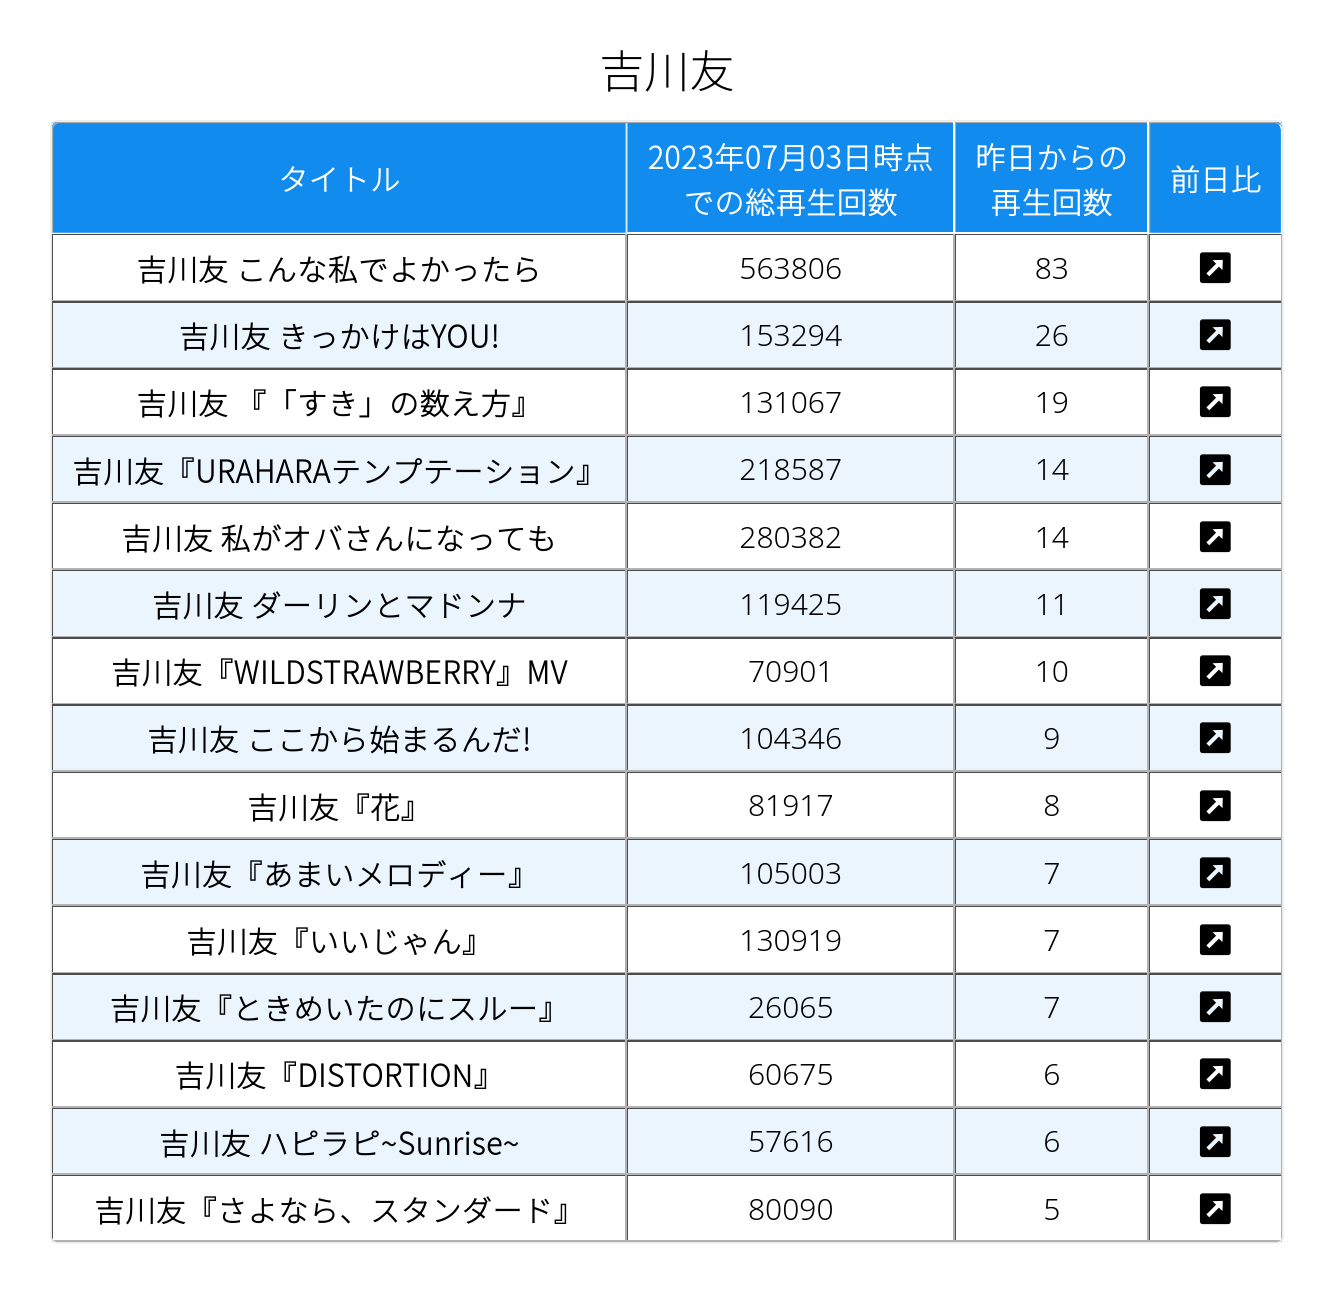 吉川友
タイトル
2023年07月03日時点
での総再生回数
昨日からの
再生回数
前日比
吉川友 こんな私でよかったら 563806 83
吉川友 きっかけはYOU! 153294 26
吉川友 『「すき」の数え方』 131067 19
吉川友『URAHARAテンプテーション』 218587 14
吉川友 私がオバさんになっても 280382 14
吉川友 ダーリンとマドンナ 119425 11
吉川友『WILDSTRAWBERRY』MV 70901 10
吉川友 ここから始まるんだ! 104346 9
吉川友『花』 81917 8
吉川友『あまいメロディー』 105003 7
吉川友『いいじゃん』 130919 7
吉川友『ときめいたのにスルー』 26065 7
吉川友『DISTORTION』 60675 6
吉川友 ハピラピ~Sunrise~ 57616 6
吉川友『さよなら、スタンダード』 80090 5